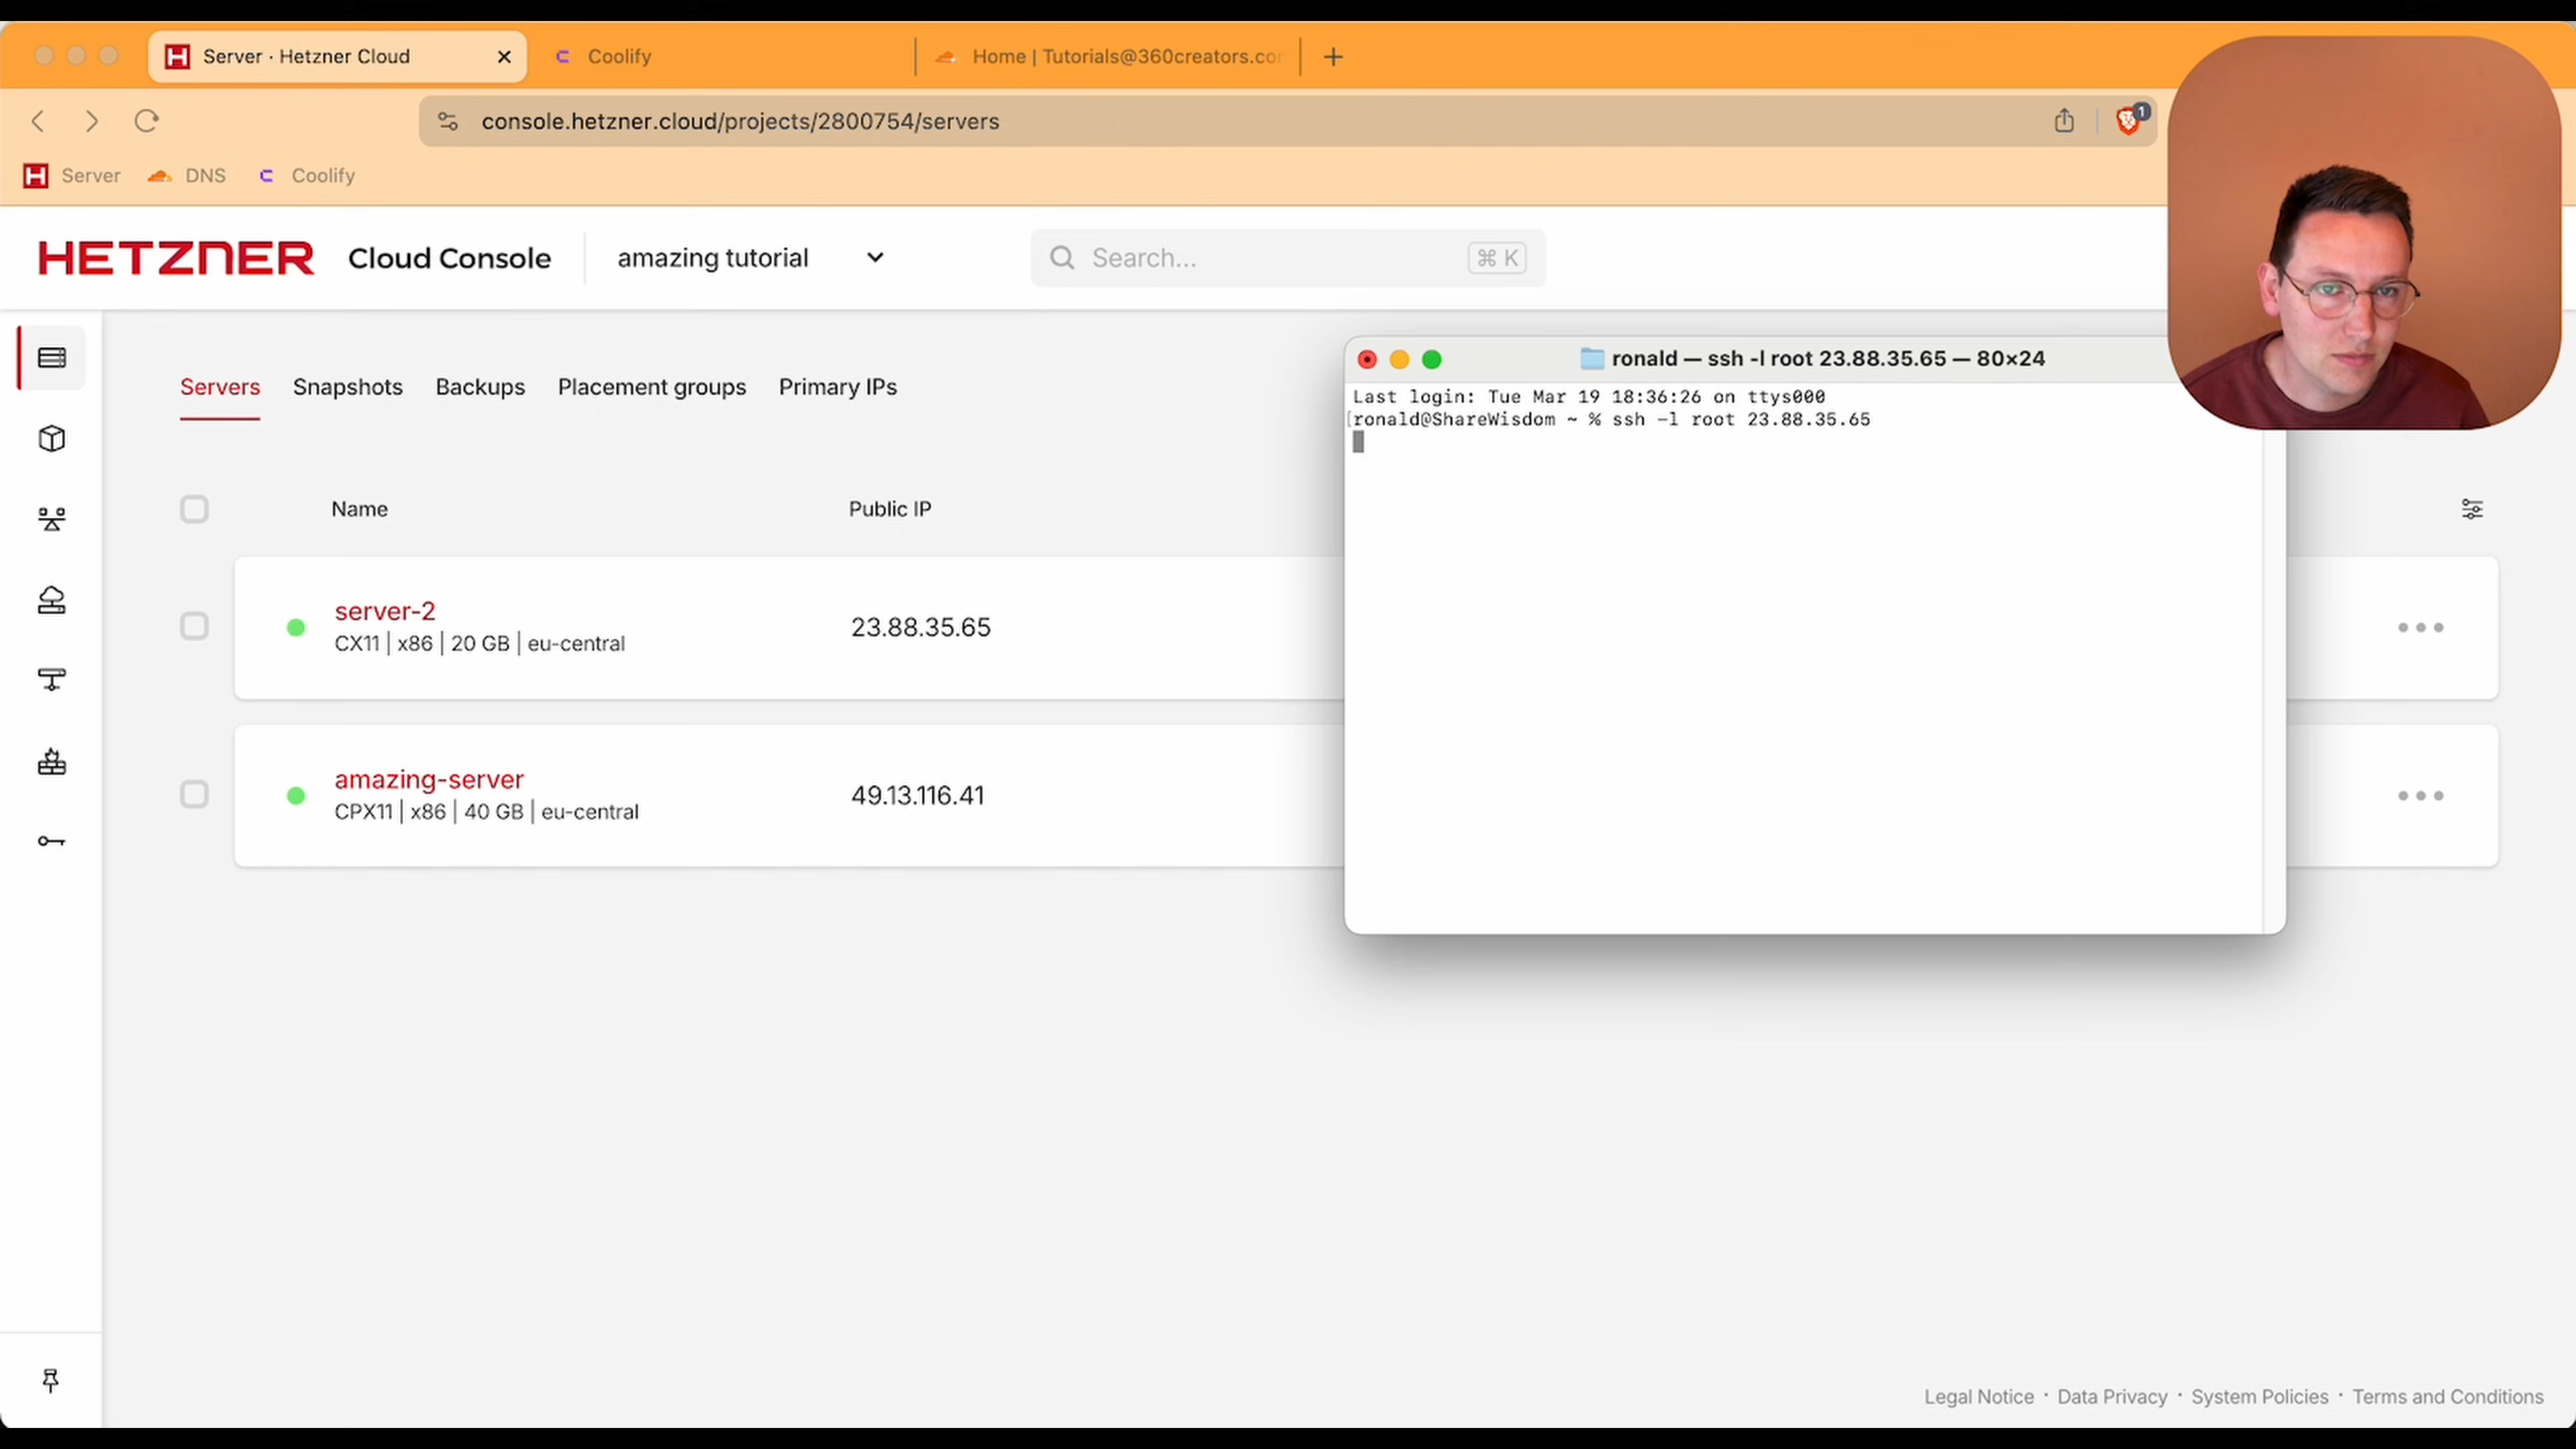 Server · Hetzner Cloud
Coolify
Home | Tutorials@360creators.co
console.hetzner.cloud/projects/2800754/servers
1
Server
DNS
Coolify
HETZNER
Cloud Console
amazing tutorial
Search...
⌘ K
Servers
Snapshots
Backups
Placement groups
Primary IPs
ronald — ssh -l root 23.88.35.65 — 80×24
Last login: Tue Mar 19 18:36:26 on ttys000
ronald@ShareWisdom ~ % ssh -l root 23.88.35.65
Name
Public IP
server-2
CX11 | x86 | 20 GB | eu-central
23.88.35.65
amazing-server
CPX11 | x86 | 40 GB | eu-central
49.13.116.41
Legal Notice · Data Privacy · System Policies · Terms and Conditions